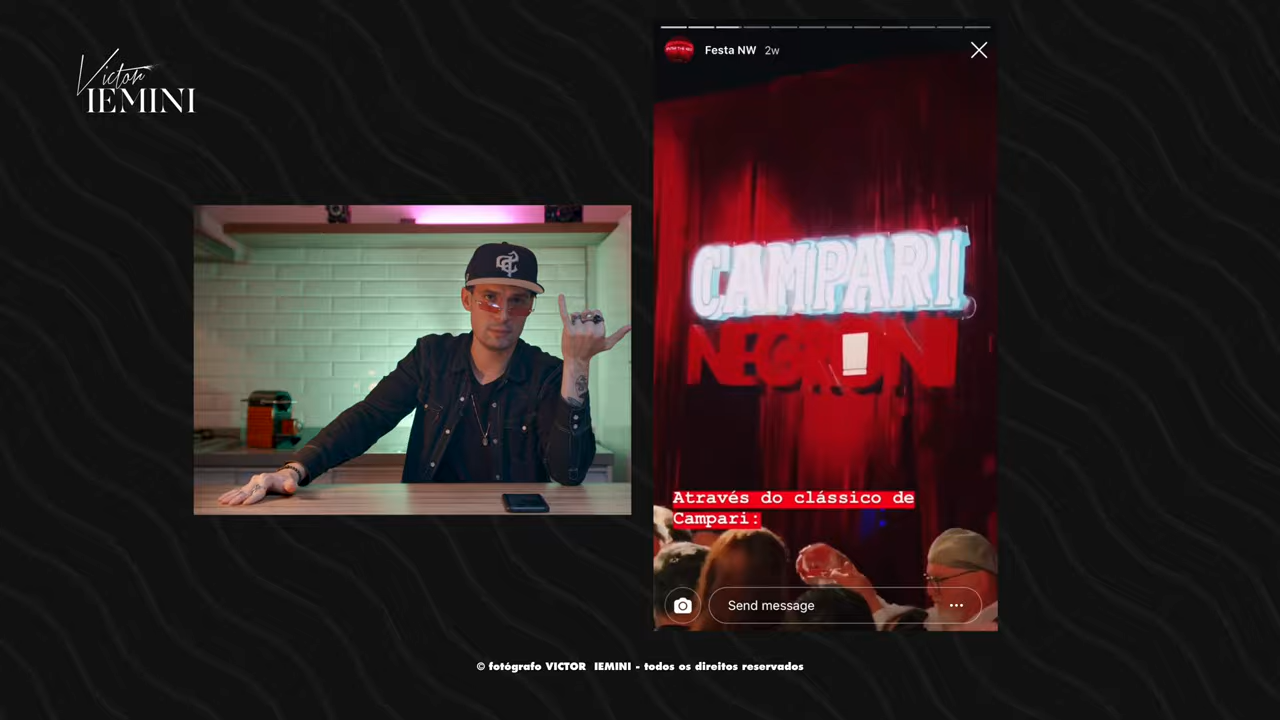 Victor
IEMINI
Festa NW 2w
CAMPARI
NEGRONI
Através do clássico de
Campari:
Send message
© fotógrafo VICTOR IEMINI - todos os direitos reservados